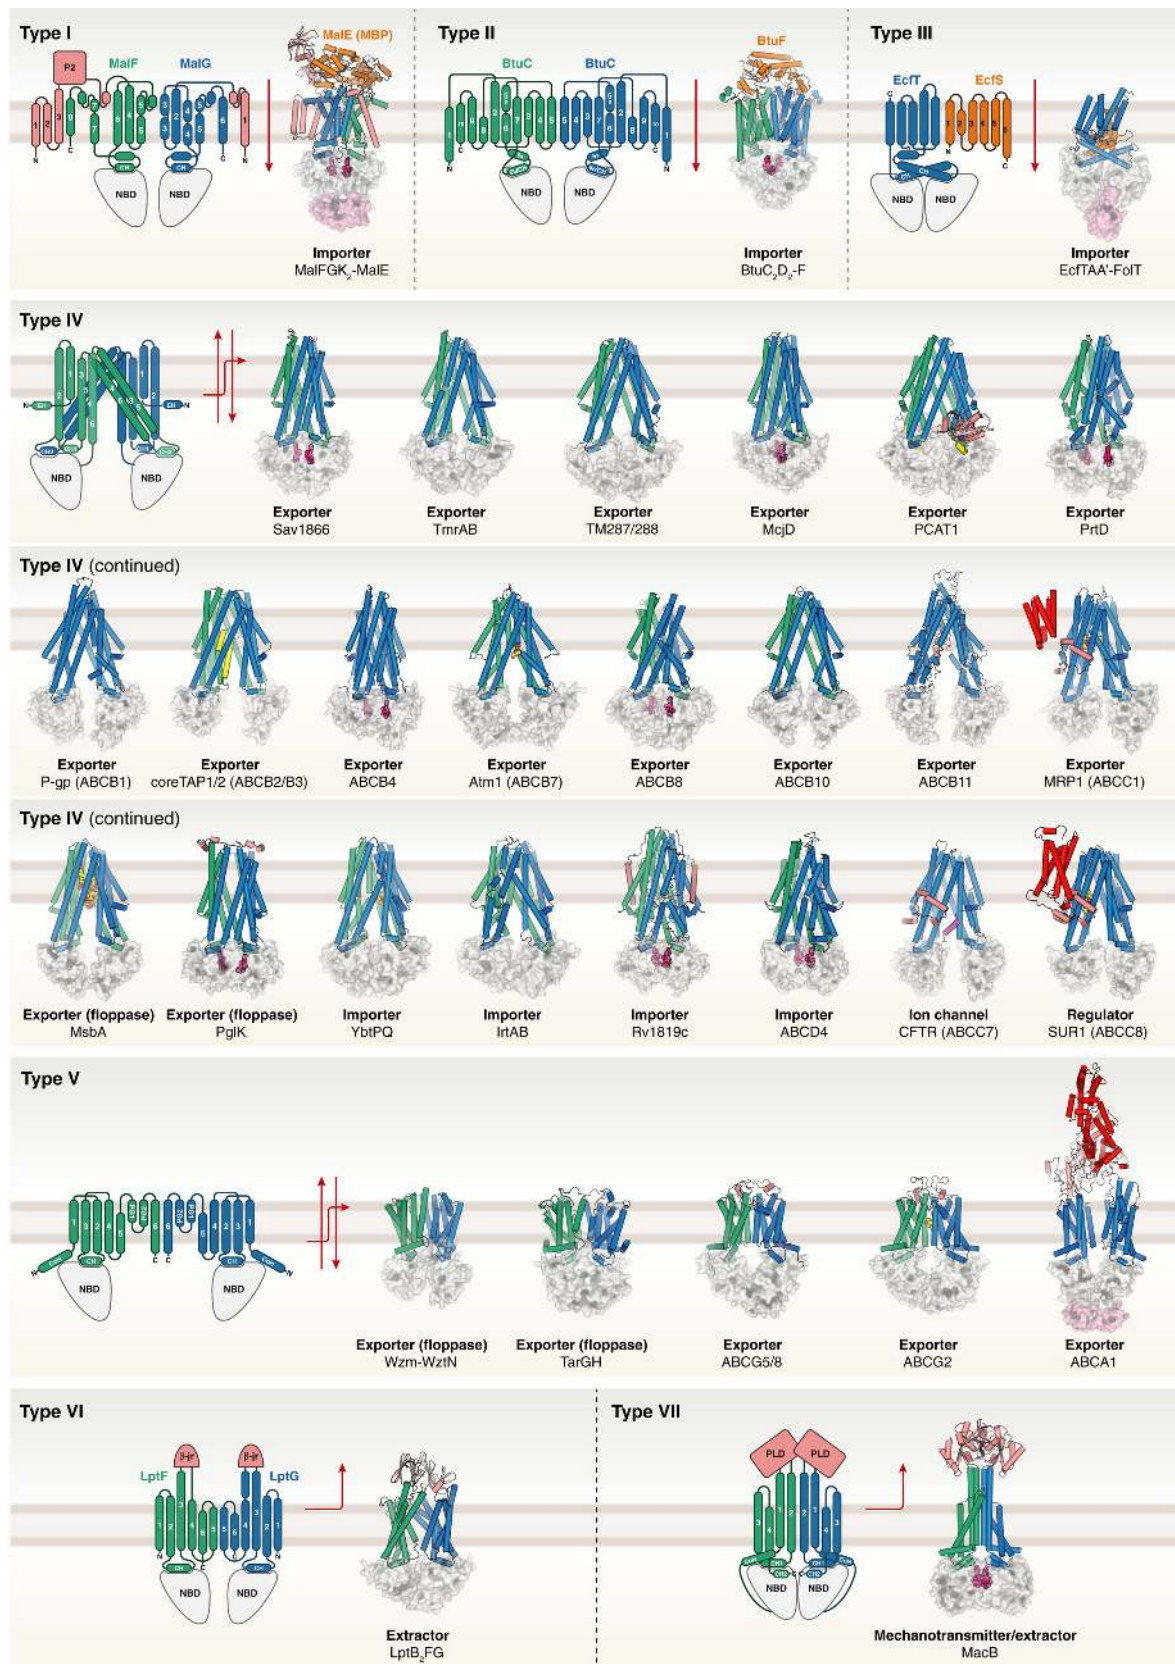 Type I
MalE (MBP)
P2
MalF
MalG
NBD
NBD
Importer
MalFGK₂-MalE
Type II
BtuF
BtuC
BtuC
NBD
NBD
Importer
BtuC₂D₂-F
Type III
EcfT
EcfS
NBD
NBD
Importer
EcfTAA'-FolT
Type IV
NBD
NBD
Exporter
Sav1866
Exporter
TmrAB
Exporter
TM287/288
Exporter
McjD
Exporter
PCAT1
Exporter
PrtD
Type IV (continued)
Exporter
P-gp (ABCB1)
Exporter
coreTAP1/2 (ABCB2/B3)
Exporter
ABCB4
Exporter
Atm1 (ABCB7)
Exporter
ABCB8
Exporter
ABCB10
Exporter
ABCB11
Exporter
MRP1 (ABCC1)
Type IV (continued)
Exporter (floppase)
MsbA
Exporter (floppase)
PglK
Importer
YbtPQ
Importer
IrtAB
Importer
Rv1819c
Importer
ABCD4
Ion channel
CFTR (ABCC7)
Regulator
SUR1 (ABCC8)
Type V
NBD
NBD
Exporter (floppase)
Wzm-WztN
Exporter (floppase)
TarGH
Exporter
ABCG5/8
Exporter
ABCG2
Exporter
ABCA1
Type VI
β-jr
β-jr
LptF
LptG
NBD
NBD
Extractor
LptB₂FG
Type VII
PLD
PLD
NBD
NBD
Mechanotransmitter/extractor
MacB